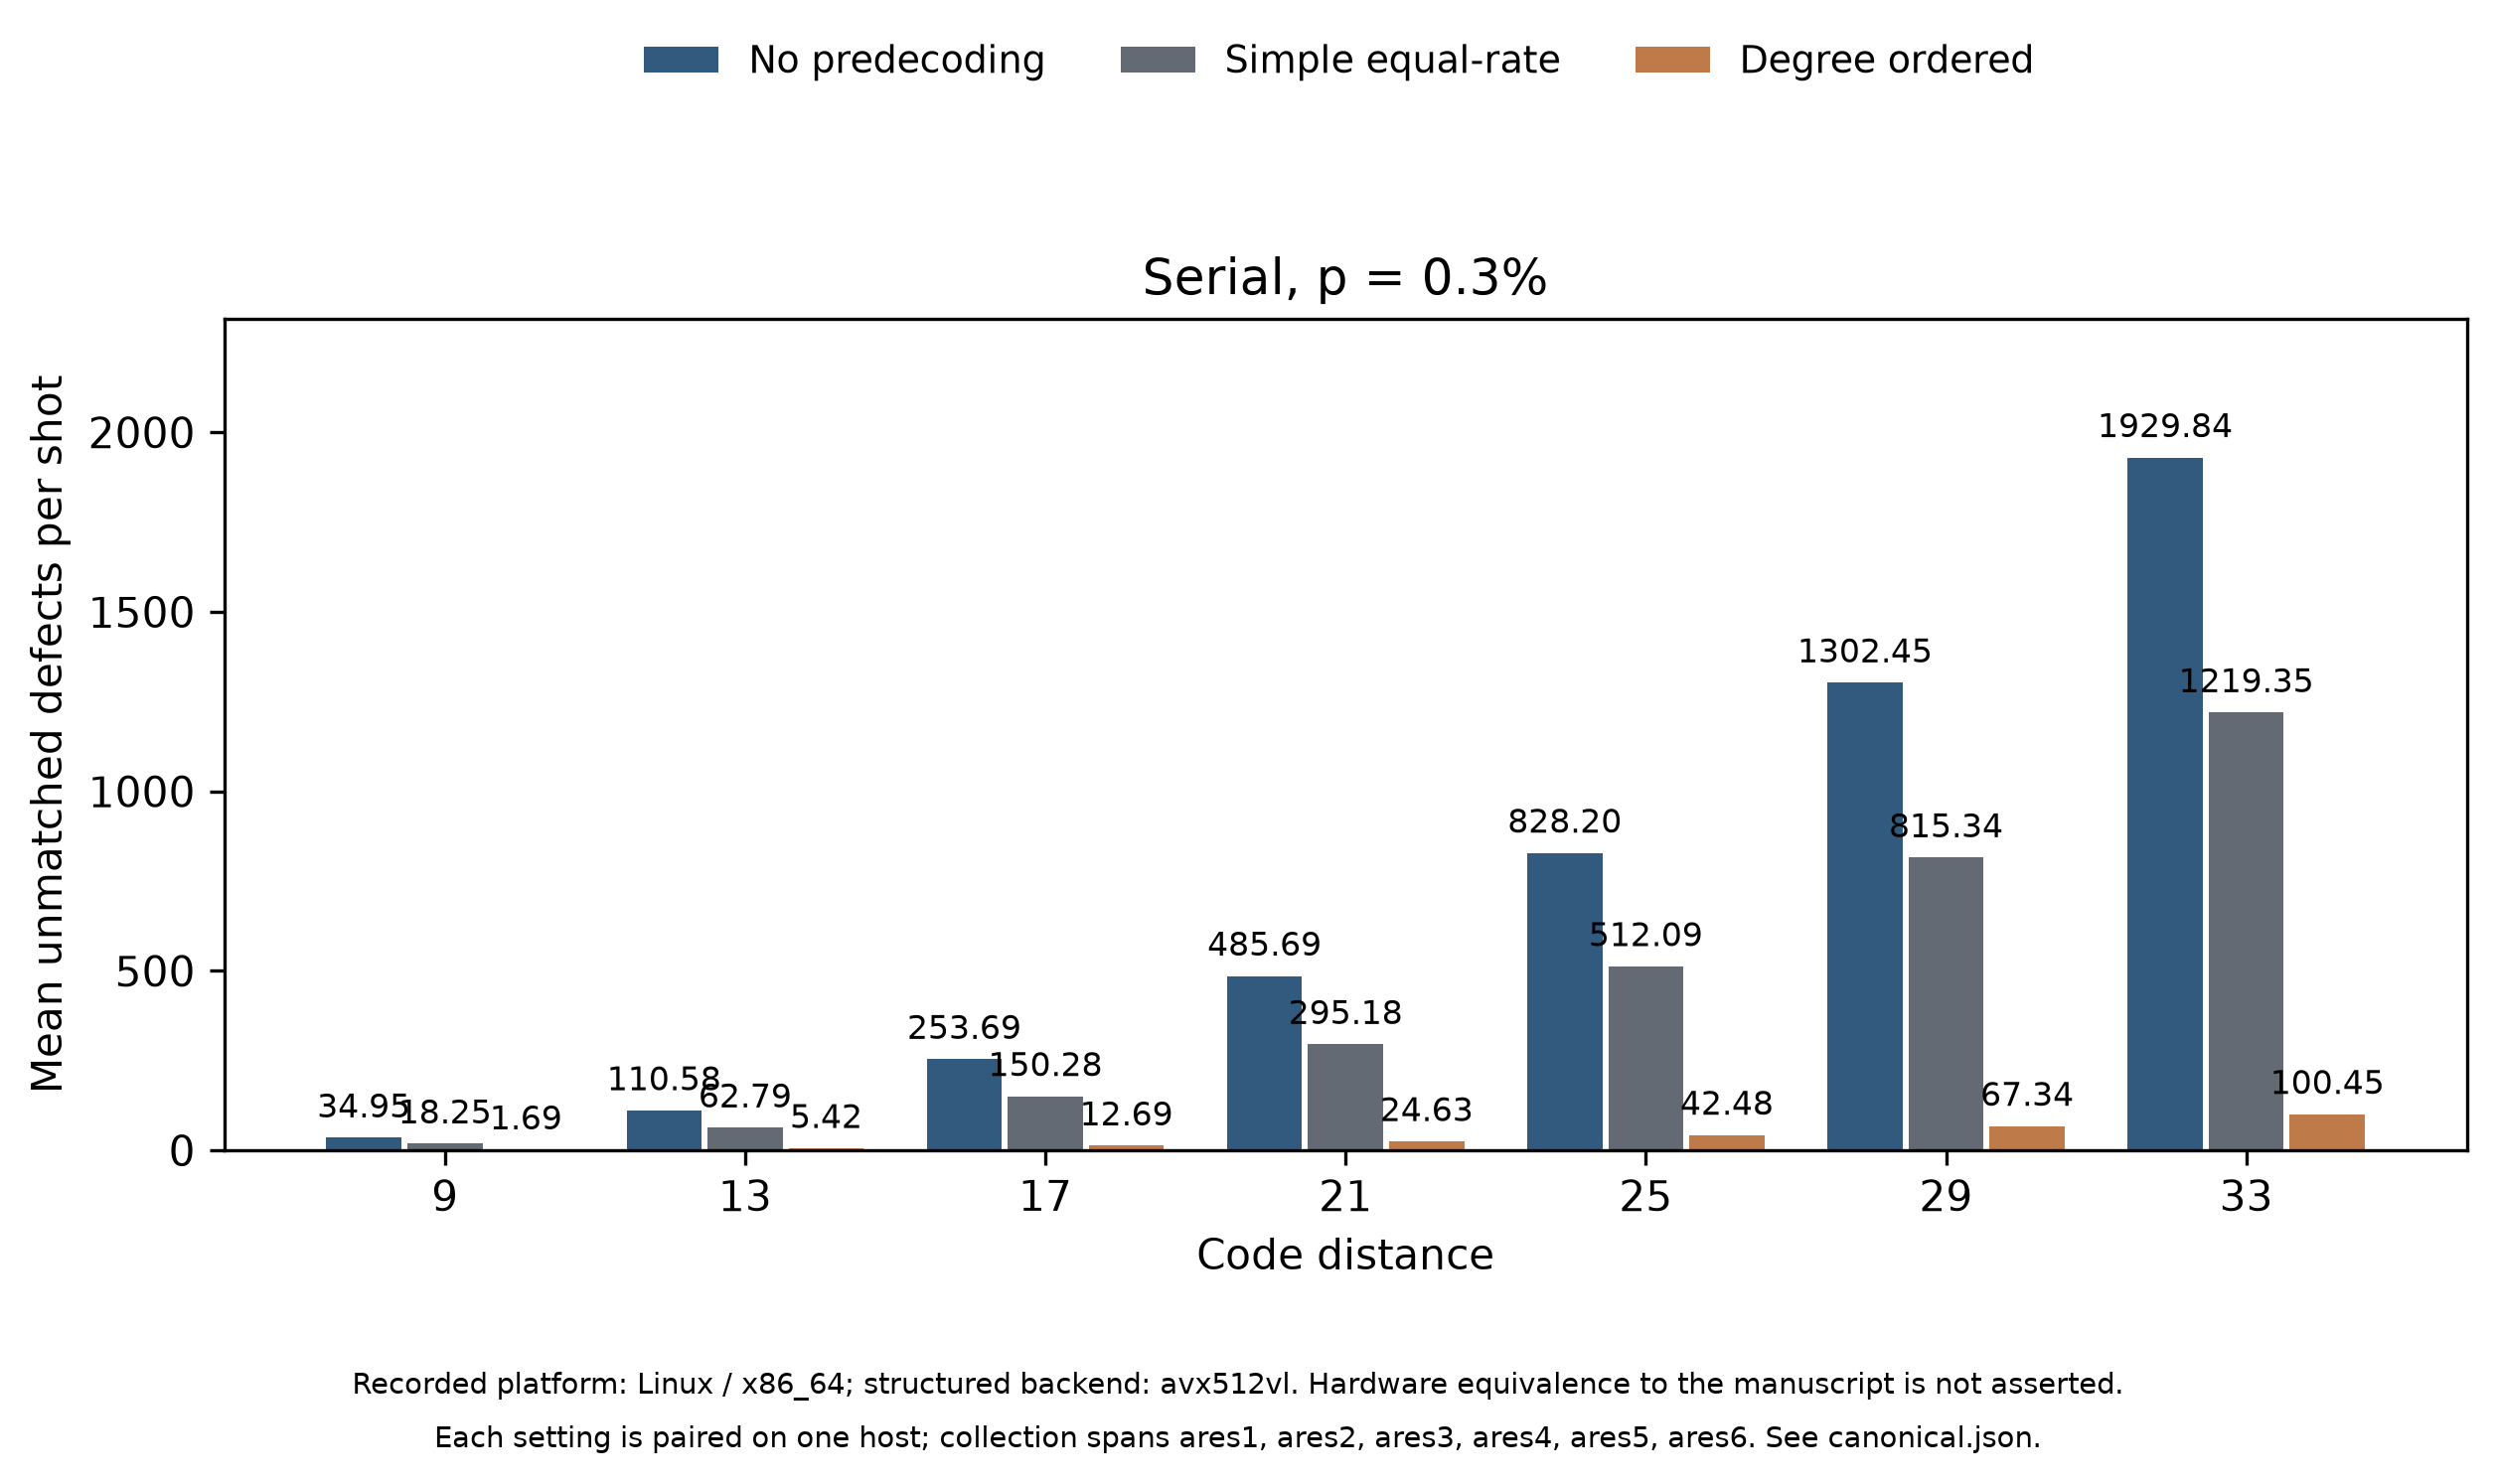 No predecoding Simple equal-rate Degree ordered
Serial, p = 0.3%
Mean unmatched defects per shot
2000
1500
1000
500
0
34.95 18.25 1.69
110.58 62.79 5.42
253.69 150.28 12.69
485.69 295.18 24.63
828.20 512.09 42.48
1302.45 815.34 67.34
1929.84 1219.35 100.45
9 13 17 21 25 29 33
Code distance
Recorded platform: Linux / x86_64; structured backend: avx512vl. Hardware equivalence to the manuscript is not asserted.
Each setting is paired on one host; collection spans ares1, ares2, ares3, ares4, ares5, ares6. See canonical.json.